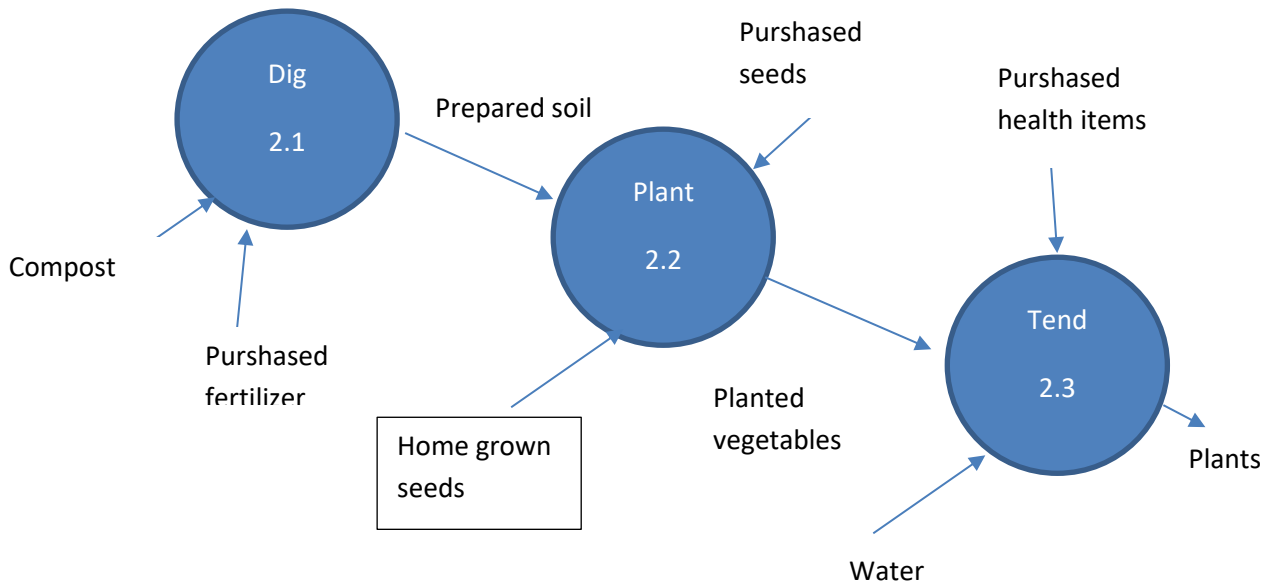 Dig
2.1
Prepared soil
Purshased
seeds
Purshased
health items
Plant
2.2
Compost
Purshased
fertilizer
Home grown
seeds
Planted
vegetables
Tend
2.3
Plants
Water